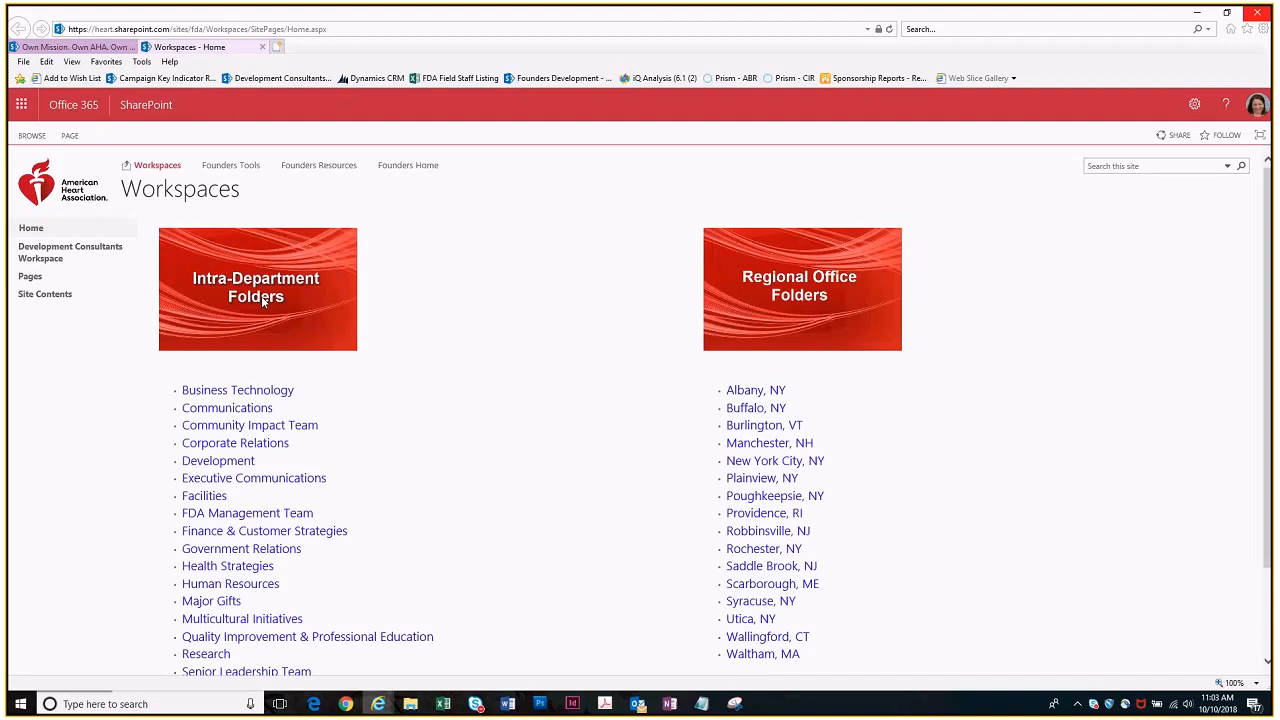 https://heart.sharepoint.com/sites/fda/Workspaces/SitePages/Home.aspx
Search...
Own Mission. Own AHA. Own ...
Workspaces - Home
File Edit View Favorites Tools Help
Add to Wish List Campaign Key Indicator R... Development Consultants... Dynamics CRM FDA Field Staff Listing Founders Development - ... iQ Analysis (6.1 (2) Prism - ABR Prism - CIR Sponsorship Reports - Re... Web Slice Gallery
Office 365 SharePoint
?
BROWSE PAGE
SHARE FOLLOW
Workspaces Founders Tools Founders Resources Founders Home
Search this site
American
Heart
Association.
Workspaces
Home
Development Consultants
Workspace
Pages
Site Contents
Intra-Department
Folders
Regional Office
Folders
Business Technology
Communications
Community Impact Team
Corporate Relations
Development
Executive Communications
Facilities
FDA Management Team
Finance & Customer Strategies
Government Relations
Health Strategies
Human Resources
Major Gifts
Multicultural Initiatives
Quality Improvement & Professional Education
Research
Senior Leadership Team
Albany, NY
Buffalo, NY
Burlington, VT
Manchester, NH
New York City, NY
Plainview, NY
Poughkeepsie, NY
Providence, RI
Robbinsville, NJ
Rochester, NY
Saddle Brook, NJ
Scarborough, ME
Syracuse, NY
Utica, NY
Wallingford, CT
Waltham, MA
100%
Type here to search
11:03 AM
10/10/2018
17